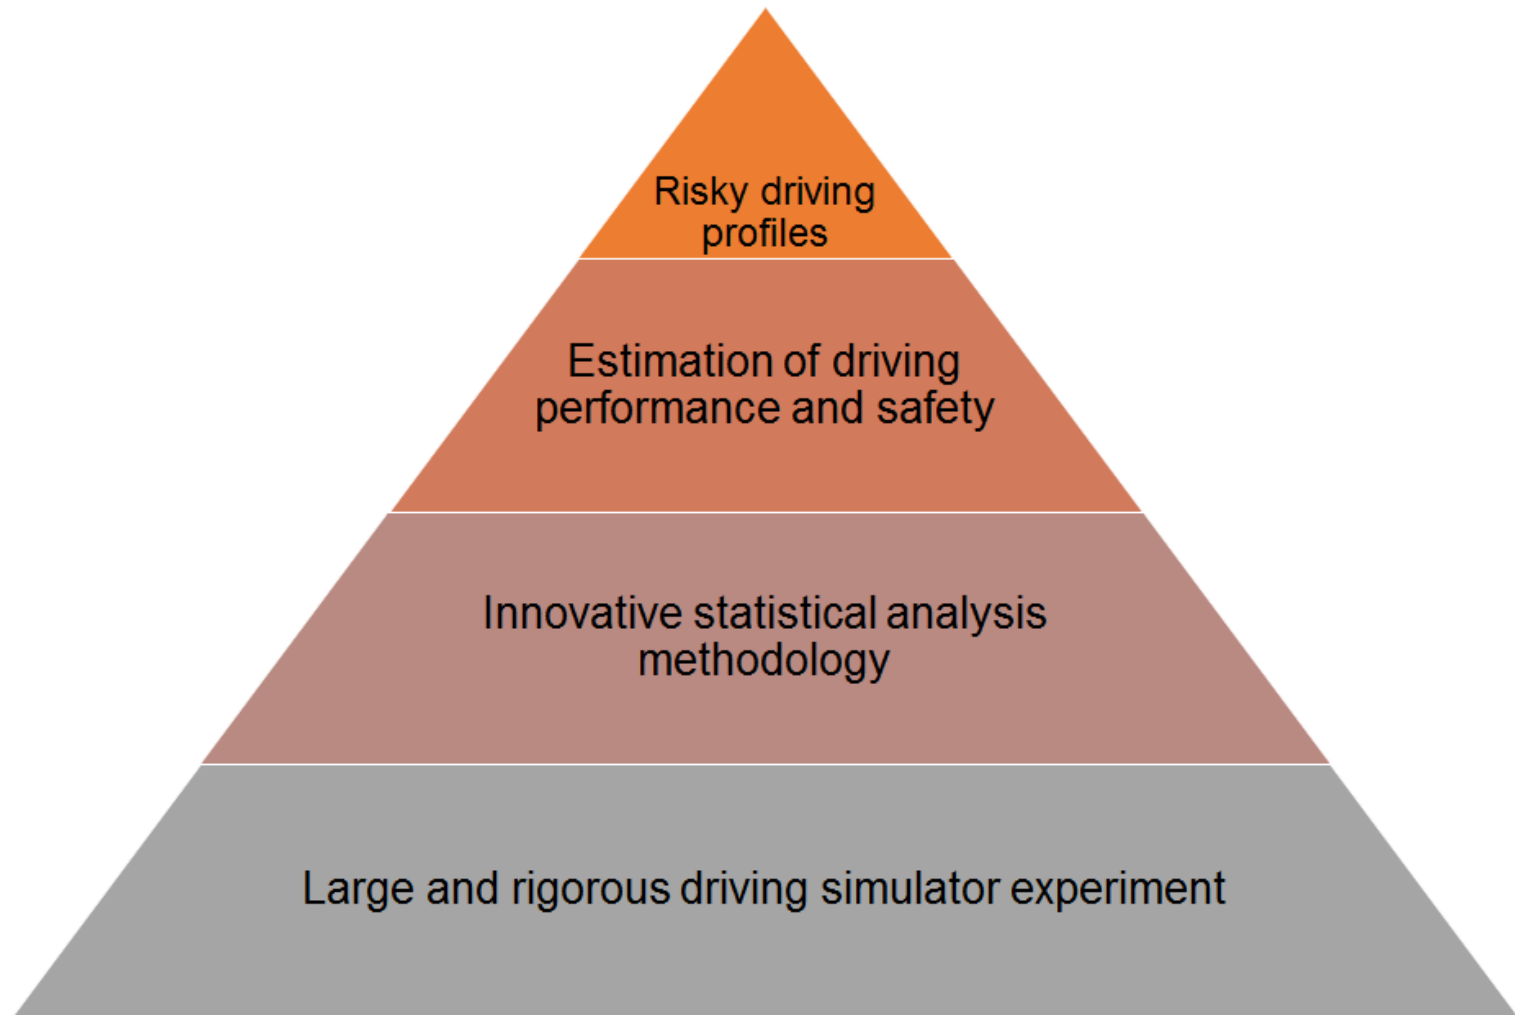 Risky driving
profiles
Estimation of driving
performance and safety
Innovative statistical analysis
methodology
Large and rigorous driving simulator experiment